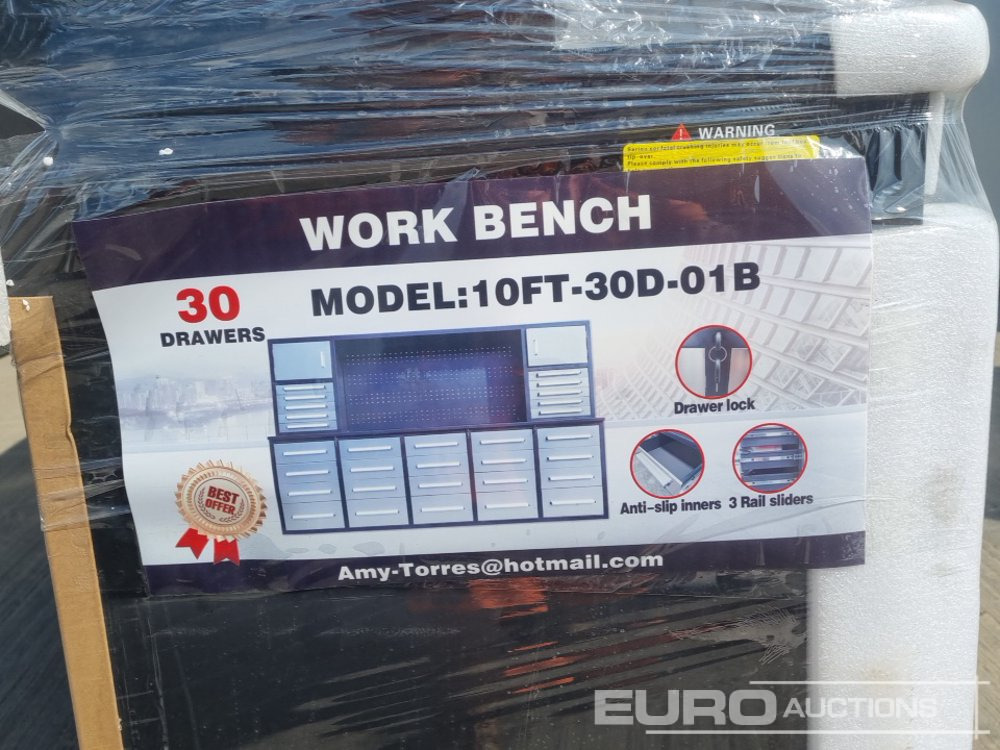 WARNING
WORK BENCH
MODEL:10FT-30D-01B
30
DRAWERS
Drawer lock
BEST
OFFER
Anti-slip inners 3 Rail sliders
Amy-Torres@hotmail.com
EURO AUCTIONS